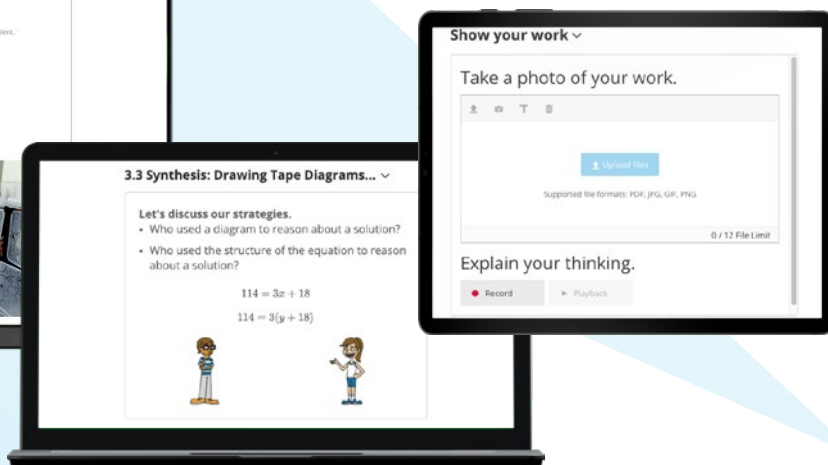 Show your work
Take a photo of your work.
Upload files
Supported file formats: PDF, JPG, GIF, PNG
0 / 12 File Limit
Explain your thinking.
Record
Playback
3.3 Synthesis: Drawing Tape Diagrams...
Let's discuss our strategies.
• Who used a diagram to reason about a solution?
• Who used the structure of the equation to reason
about a solution?
114 = 3z + 18
114 = 3(y + 18)